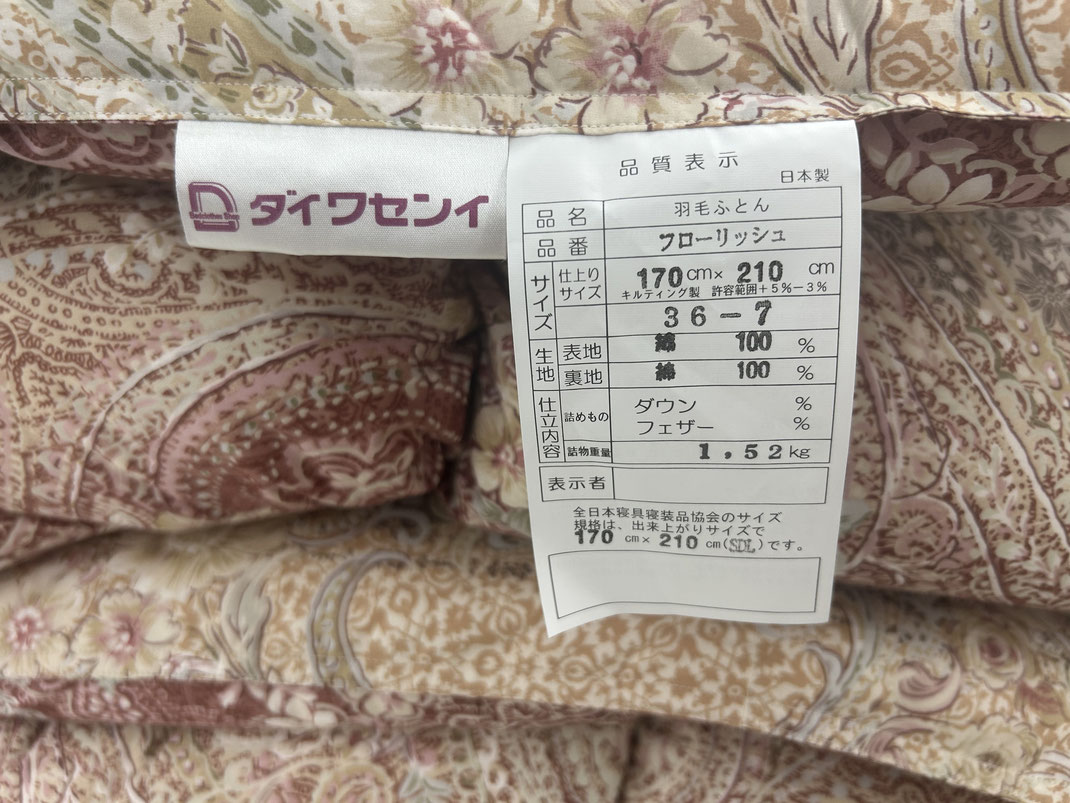 Bedclothes Shop
ダイワセンイ
品質表示
日本製
品名 羽毛ふとん
品番 フローリッシュ
サイズ 仕上りサイズ 170cm×210cm
キルティング製 許容範囲+5%−3%
36−7
生地 表地 綿 100%
裏地 綿 100%
仕立内容 詰めもの ダウン %
フェザー %
詰物重量 1.52kg
表示者
全日本寝具寝装品協会のサイズ
規格は、出来上がりサイズで
170cm×210cm(SDL)です。